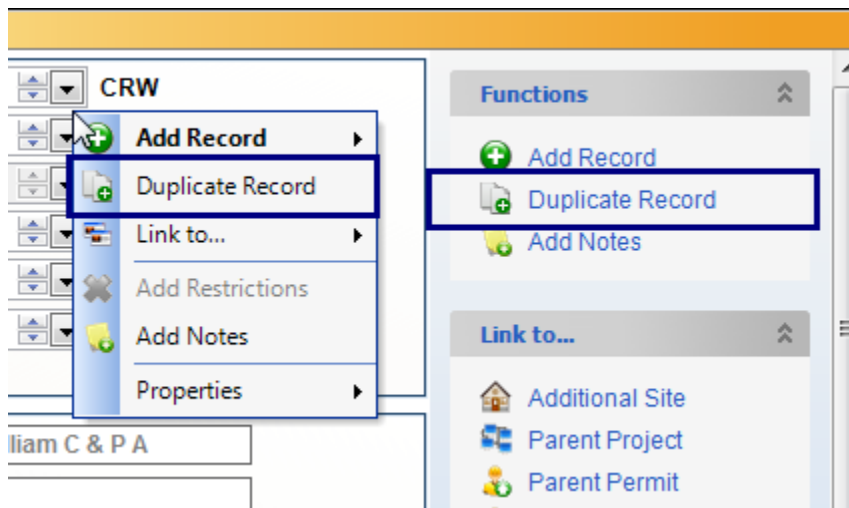 CRW
Add Record
Duplicate Record
Link to...
Add Restrictions
Add Notes
Properties
lliam C & P A
Functions
Add Record
Duplicate Record
Add Notes
Link to...
Additional Site
Parent Project
Parent Permit